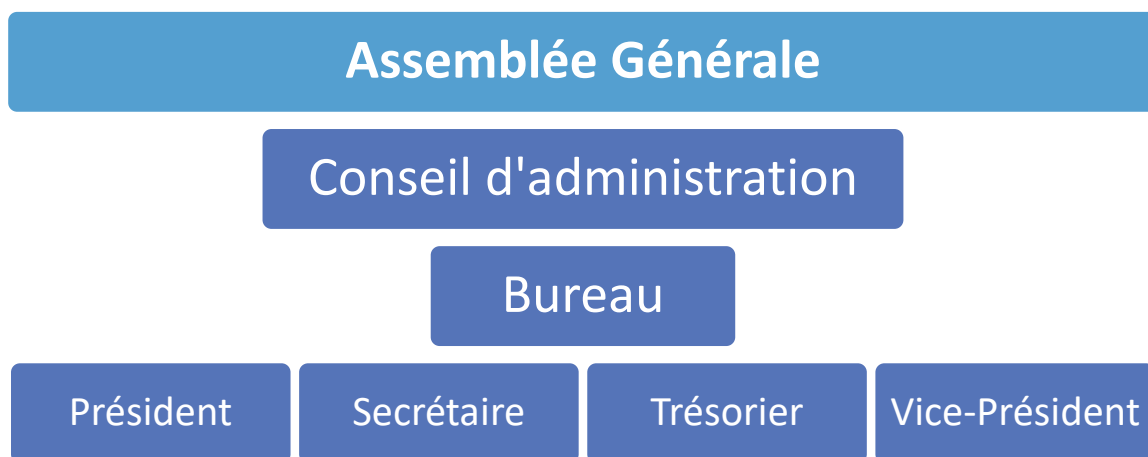 Assemblée Générale
Conseil d'administration
Bureau
Président
Secrétaire
Trésorier
Vice-Président